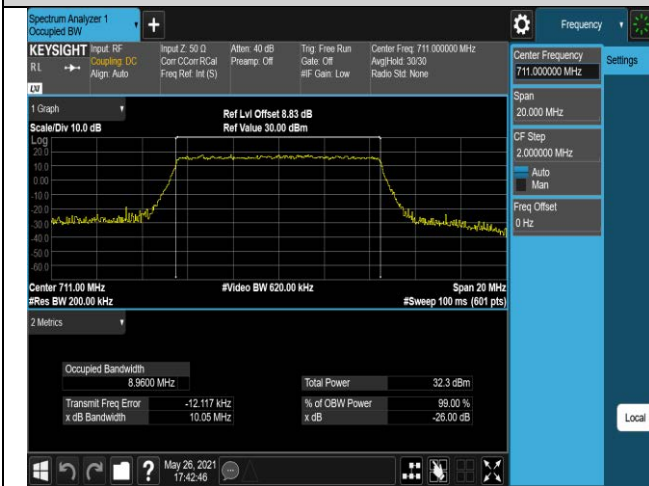 Spectrum Analyzer 1
Occupied BW
+
Frequency
KEYSIGHT
RL
Input: RF
Coupling: DC
Align: Auto
Input Z: 50 Ω
Corr CCorr RCal
Freq Ref: Int (S)
Atten: 40 dB
Preamp: Off
Trig: Free Run
Gate: Off
#IF Gain: Low
Center Freq: 711.000000 MHz
Avg|Hold: 30/30
Radio Std: None
Center Frequency
711.000000 MHz
Settings
Span
20.000 MHz
CF Step
2.000000 MHz
Auto
Man
Freq Offset
0 Hz
1 Graph
Scale/Div 10.0 dB
Ref Lvl Offset 8.83 dB
Ref Value 30.00 dBm
Log
20.0
10.0
0.00
-10.0
-20.0
-30.0
-40.0
-50.0
-60.0
Center 711.00 MHz
#Video BW 620.00 kHz
Span 20 MHz
#Res BW 200.00 kHz
#Sweep 100 ms (601 pts)
2 Metrics
Occupied Bandwidth
8.9600 MHz
Total Power 32.3 dBm
Transmit Freq Error -12.117 kHz
% of OBW Power 99.00 %
x dB Bandwidth 10.05 MHz
x dB -26.00 dB
Local
?
May 26, 2021
17:42:46